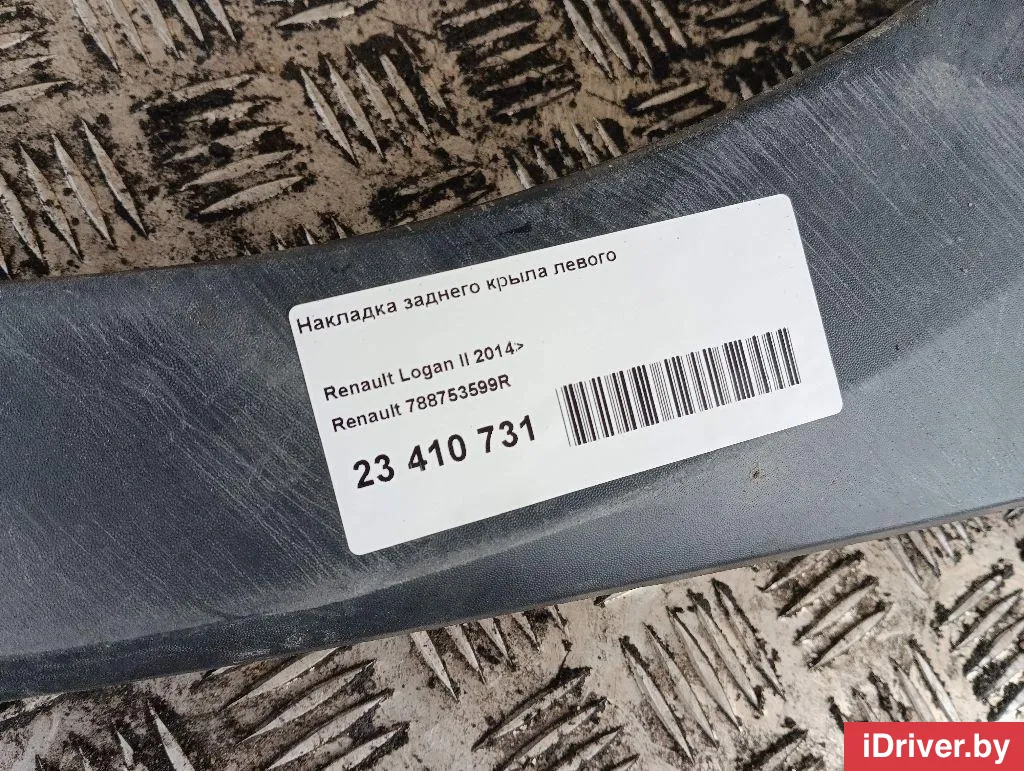 Накладка заднего крыла левого
Renault Logan II 2014>
Renault 788753599R
23 410 731
iDriver.by